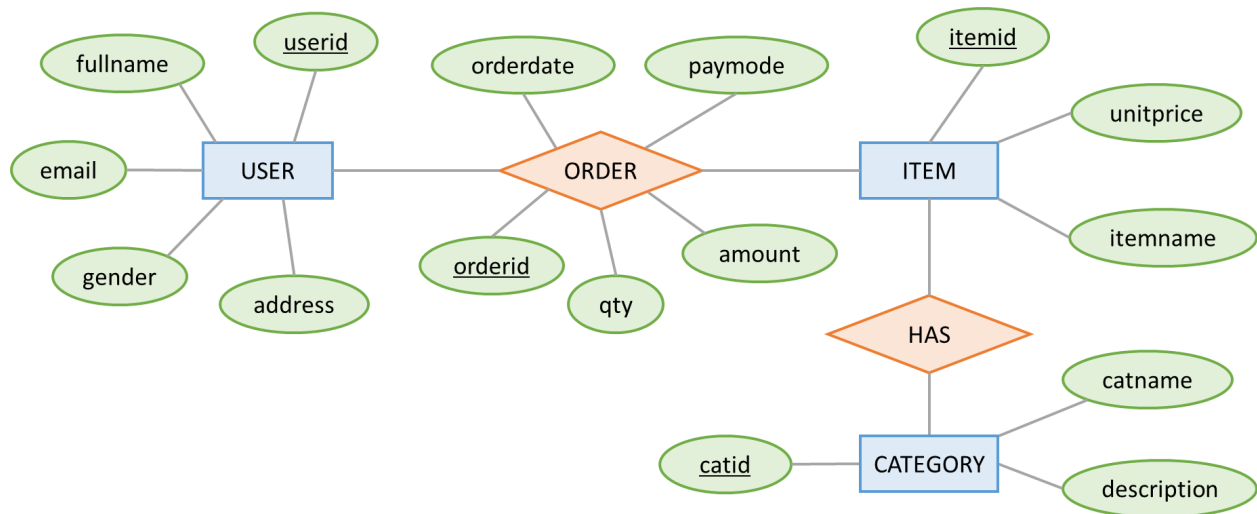 userid
fullname
orderdate
paymode
itemid
unitprice
email
USER
ORDER
ITEM
gender
address
orderid
qty
amount
itemname
HAS
catname
catid
CATEGORY
description